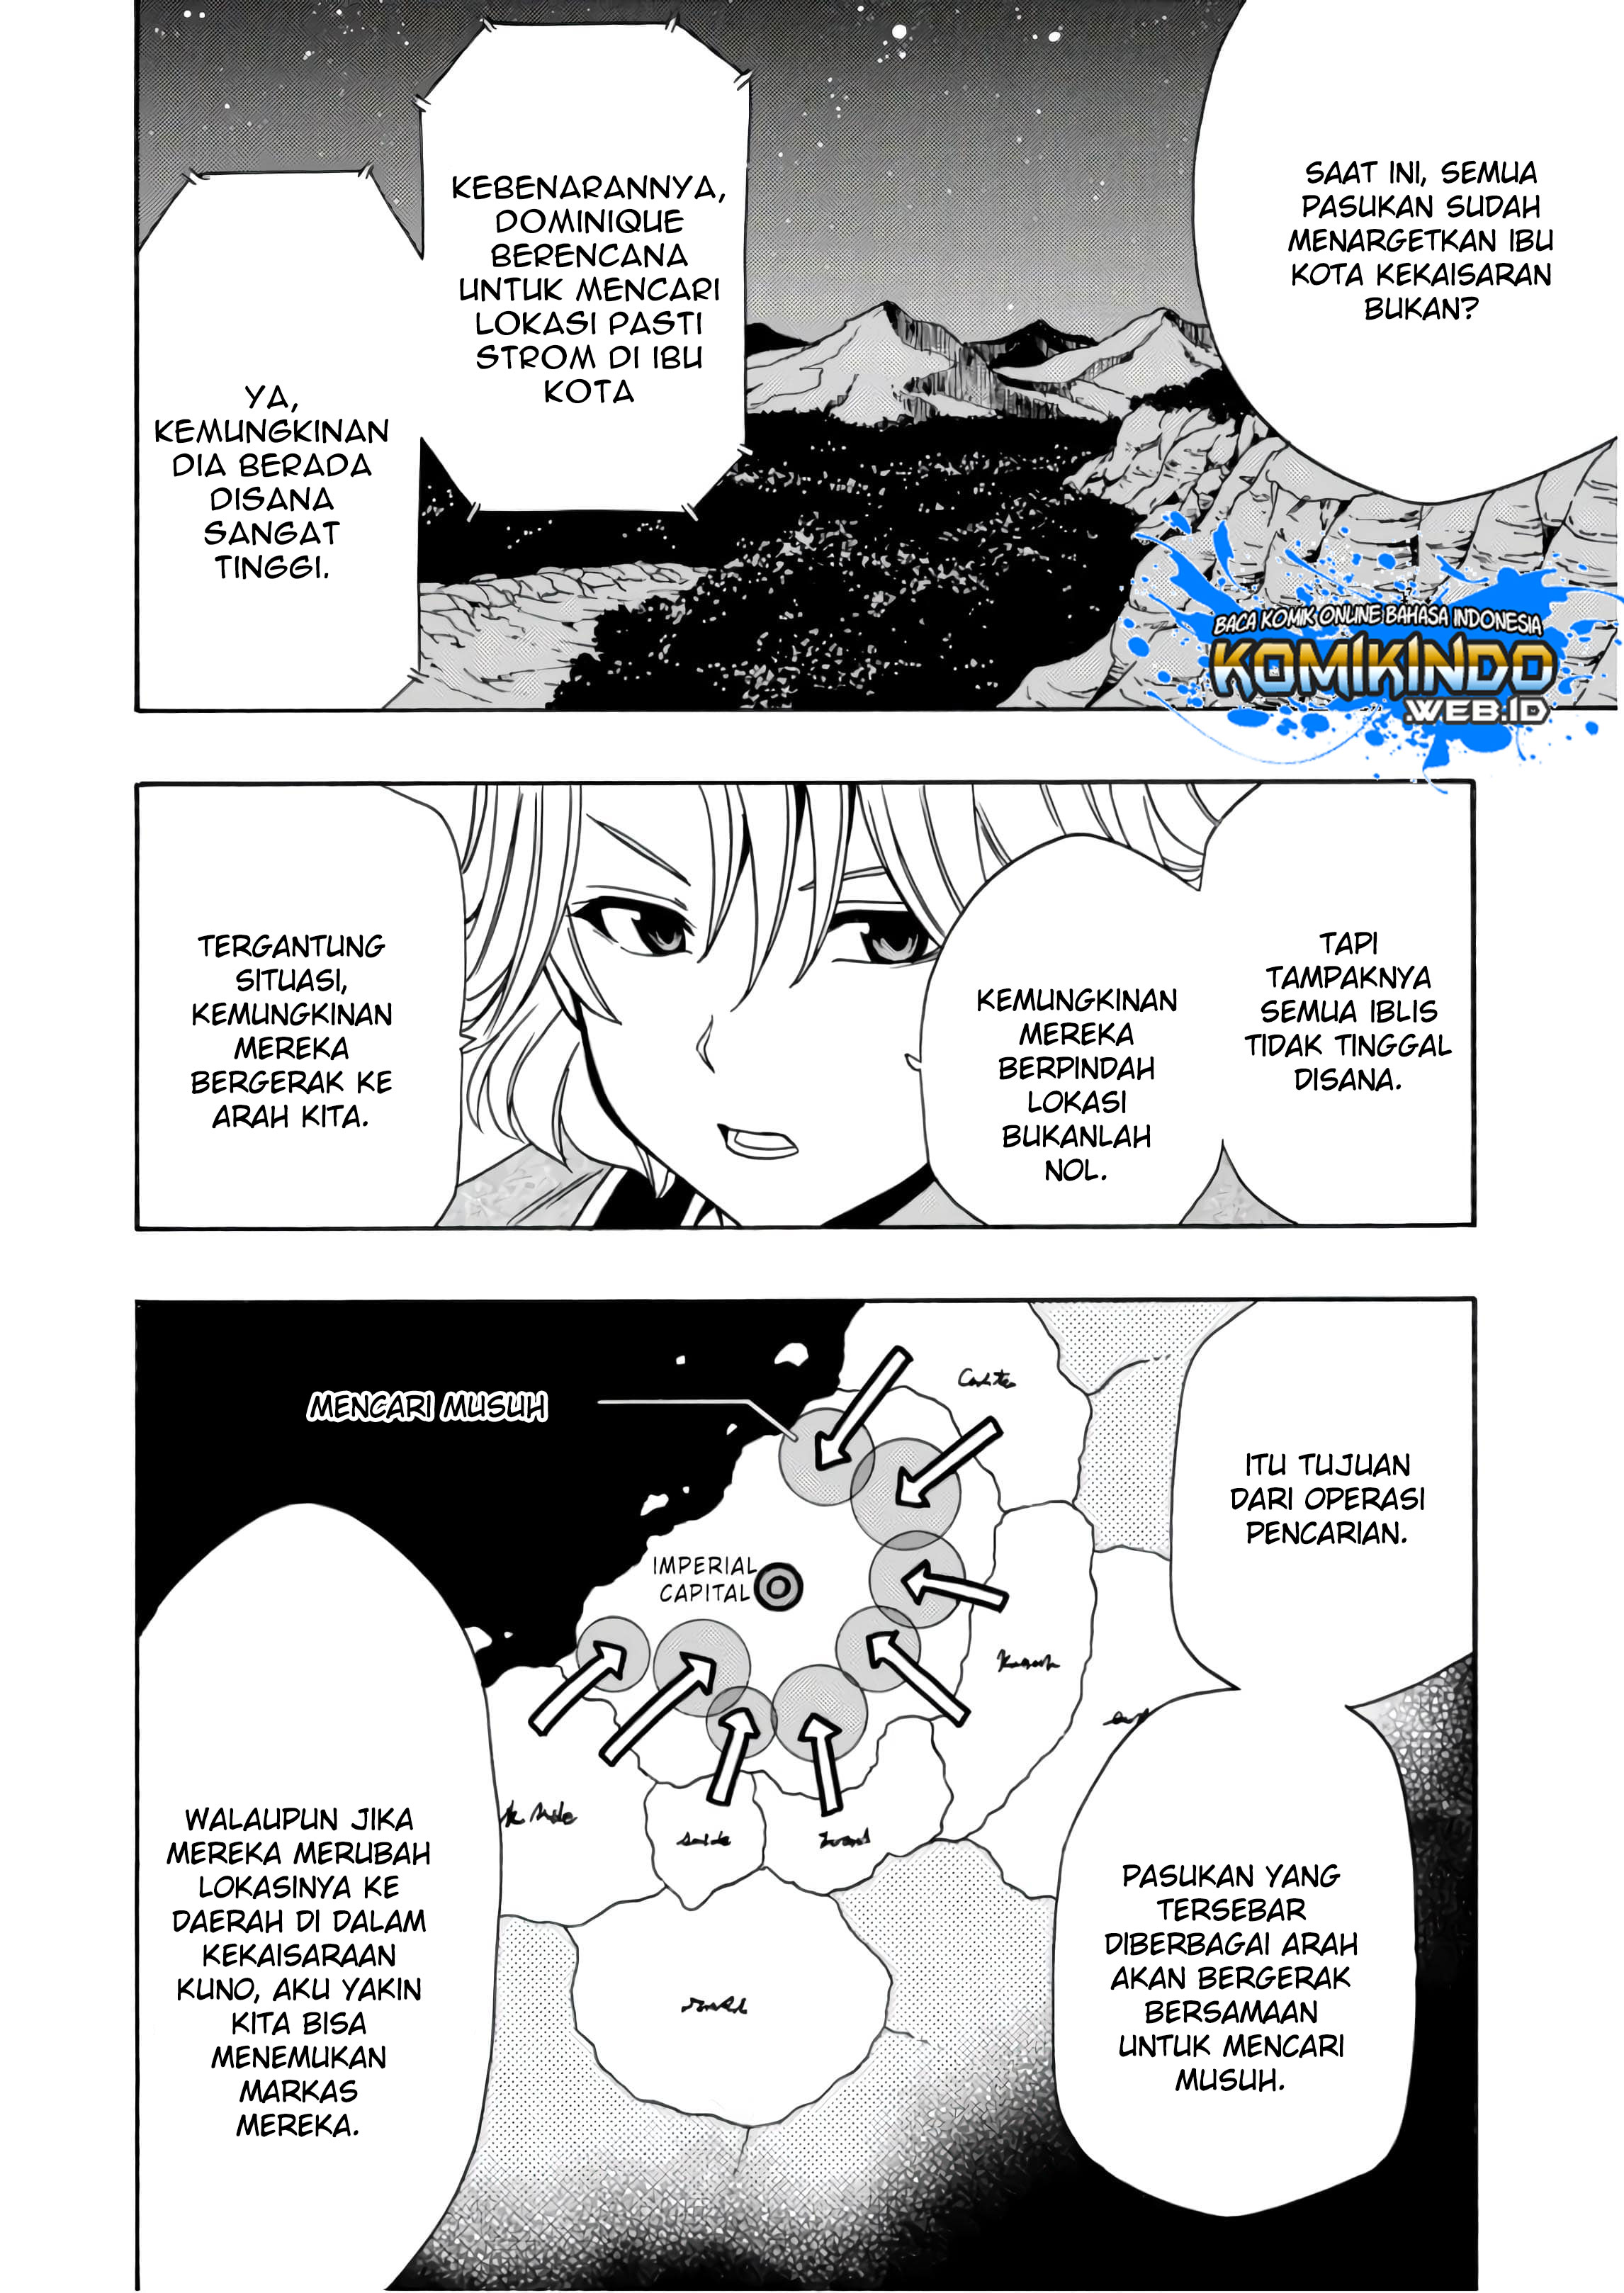 SAAT INI, SEMUA
PASUKAN SUDAH
MENARGETKAN IBU
KOTA KEKAISARAN
BUKAN?
KEBENARANNYA,
DOMINIQUE
BERENCANA
UNTUK MENCARI
LOKASI PASTI
STROM DI IBU
KOTA
YA,
KEMUNGKINAN
DIA BERADA
DISANA
SANGAT
TINGGI.
BACA KOMIK ONLINE BAHASA INDONESIA
KOMIKINDO
.WEB.ID
TAPI
TAMPAKNYA
SEMUA IBLIS
TIDAK TINGGAL
DISANA.
KEMUNGKINAN
MEREKA
BERPINDAH
LOKASI
BUKANLAH
NOL.
TERGANTUNG
SITUASI,
KEMUNGKINAN
MEREKA
BERGERAK KE
ARAH KITA.
ITU TUJUAN
DARI OPERASI
PENCARIAN.
MENCARI MUSUH
IMPERIAL
CAPITAL
PASUKAN YANG
TERSEBAR
DIBERBAGAI ARAH
AKAN BERGERAK
BERSAMAAN
UNTUK MENCARI
MUSUH.
WALAUPUN JIKA
MEREKA MERUBAH
LOKASINYA KE
DAERAH DI DALAM
KEKAISARAAN
KUNO, AKU YAKIN
KITA BISA
MENEMUKAN
MARKAS
MEREKA.